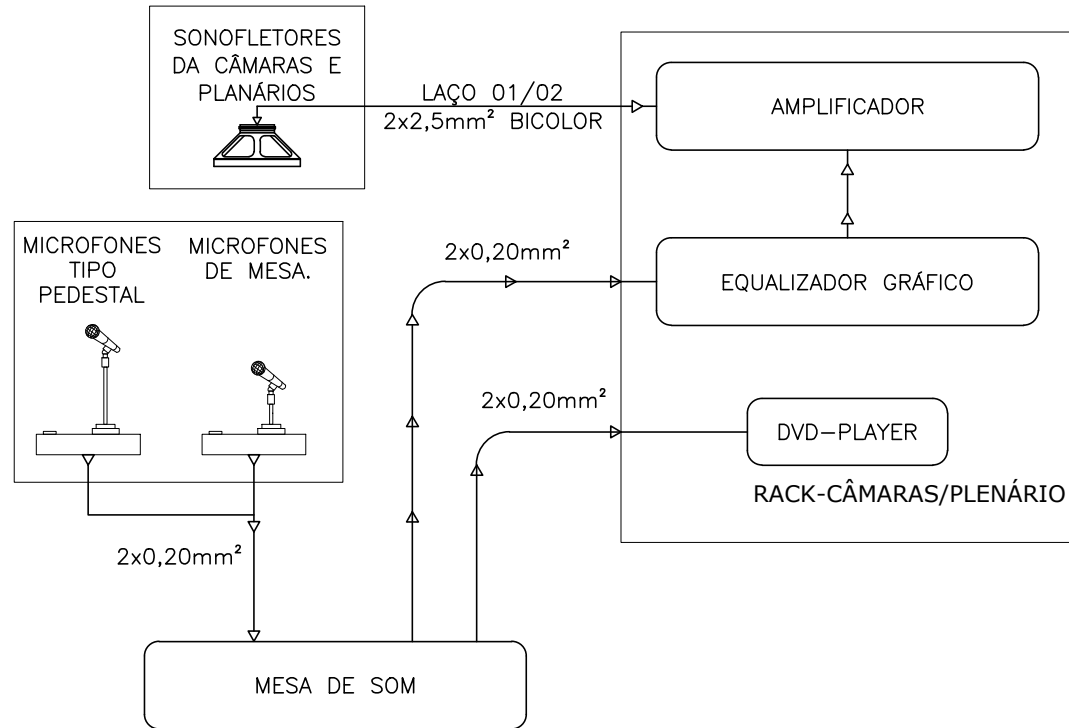 SONOFLETORES
DA CÂMARAS E
PLANÁRIOS
LAÇO 01/02
2x2,5mm² BICOLOR
AMPLIFICADOR
MICROFONES
TIPO
PEDESTAL
MICROFONES
DE MESA.
2x0,20mm²
EQUALIZADOR GRÁFICO
2x0,20mm²
DVD-PLAYER
RACK-CÂMARAS/PLENÁRIO
2x0,20mm²
MESA DE SOM